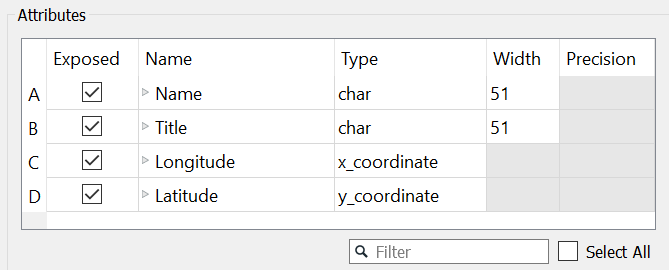 Attributes
Exposed Name Type Width Precision
A Name char 51
B Title char 51
C Longitude x_coordinate
D Latitude y_coordinate
Filter Select All